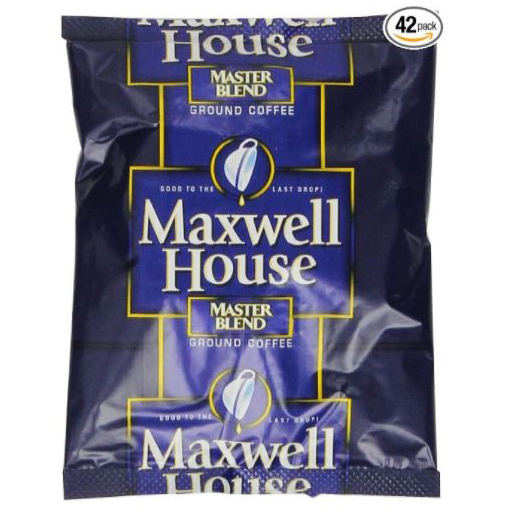 42 pack
Maxwell
House
MASTER
BLEND
GROUND COFFEE
GOOD TO THE LAST DROP!
Maxwell
House
MASTER
BLEND
GROUND COFFEE
GOOD TO THE LAST DROP!
Maxwell
House